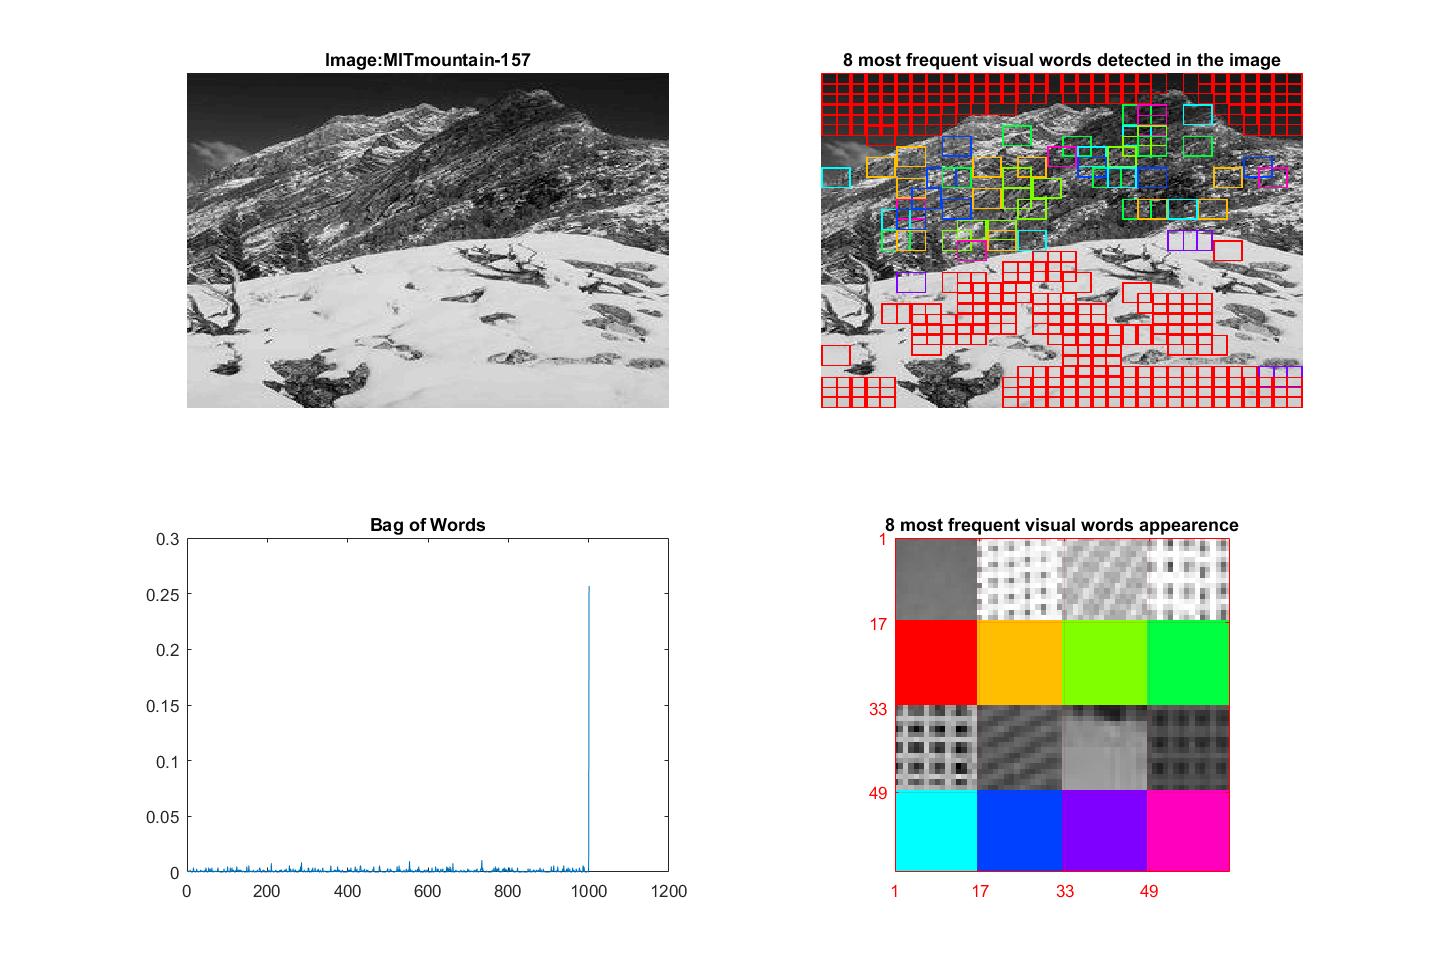 Image:MITmountain-157
8 most frequent visual words detected in the image
Bag of Words
0.3
0.25
0.2
0.15
0.1
0.05
0
0 200 400 600 800 1000 1200
8 most frequent visual words appearence
1
17
33
49
1 17 33 49